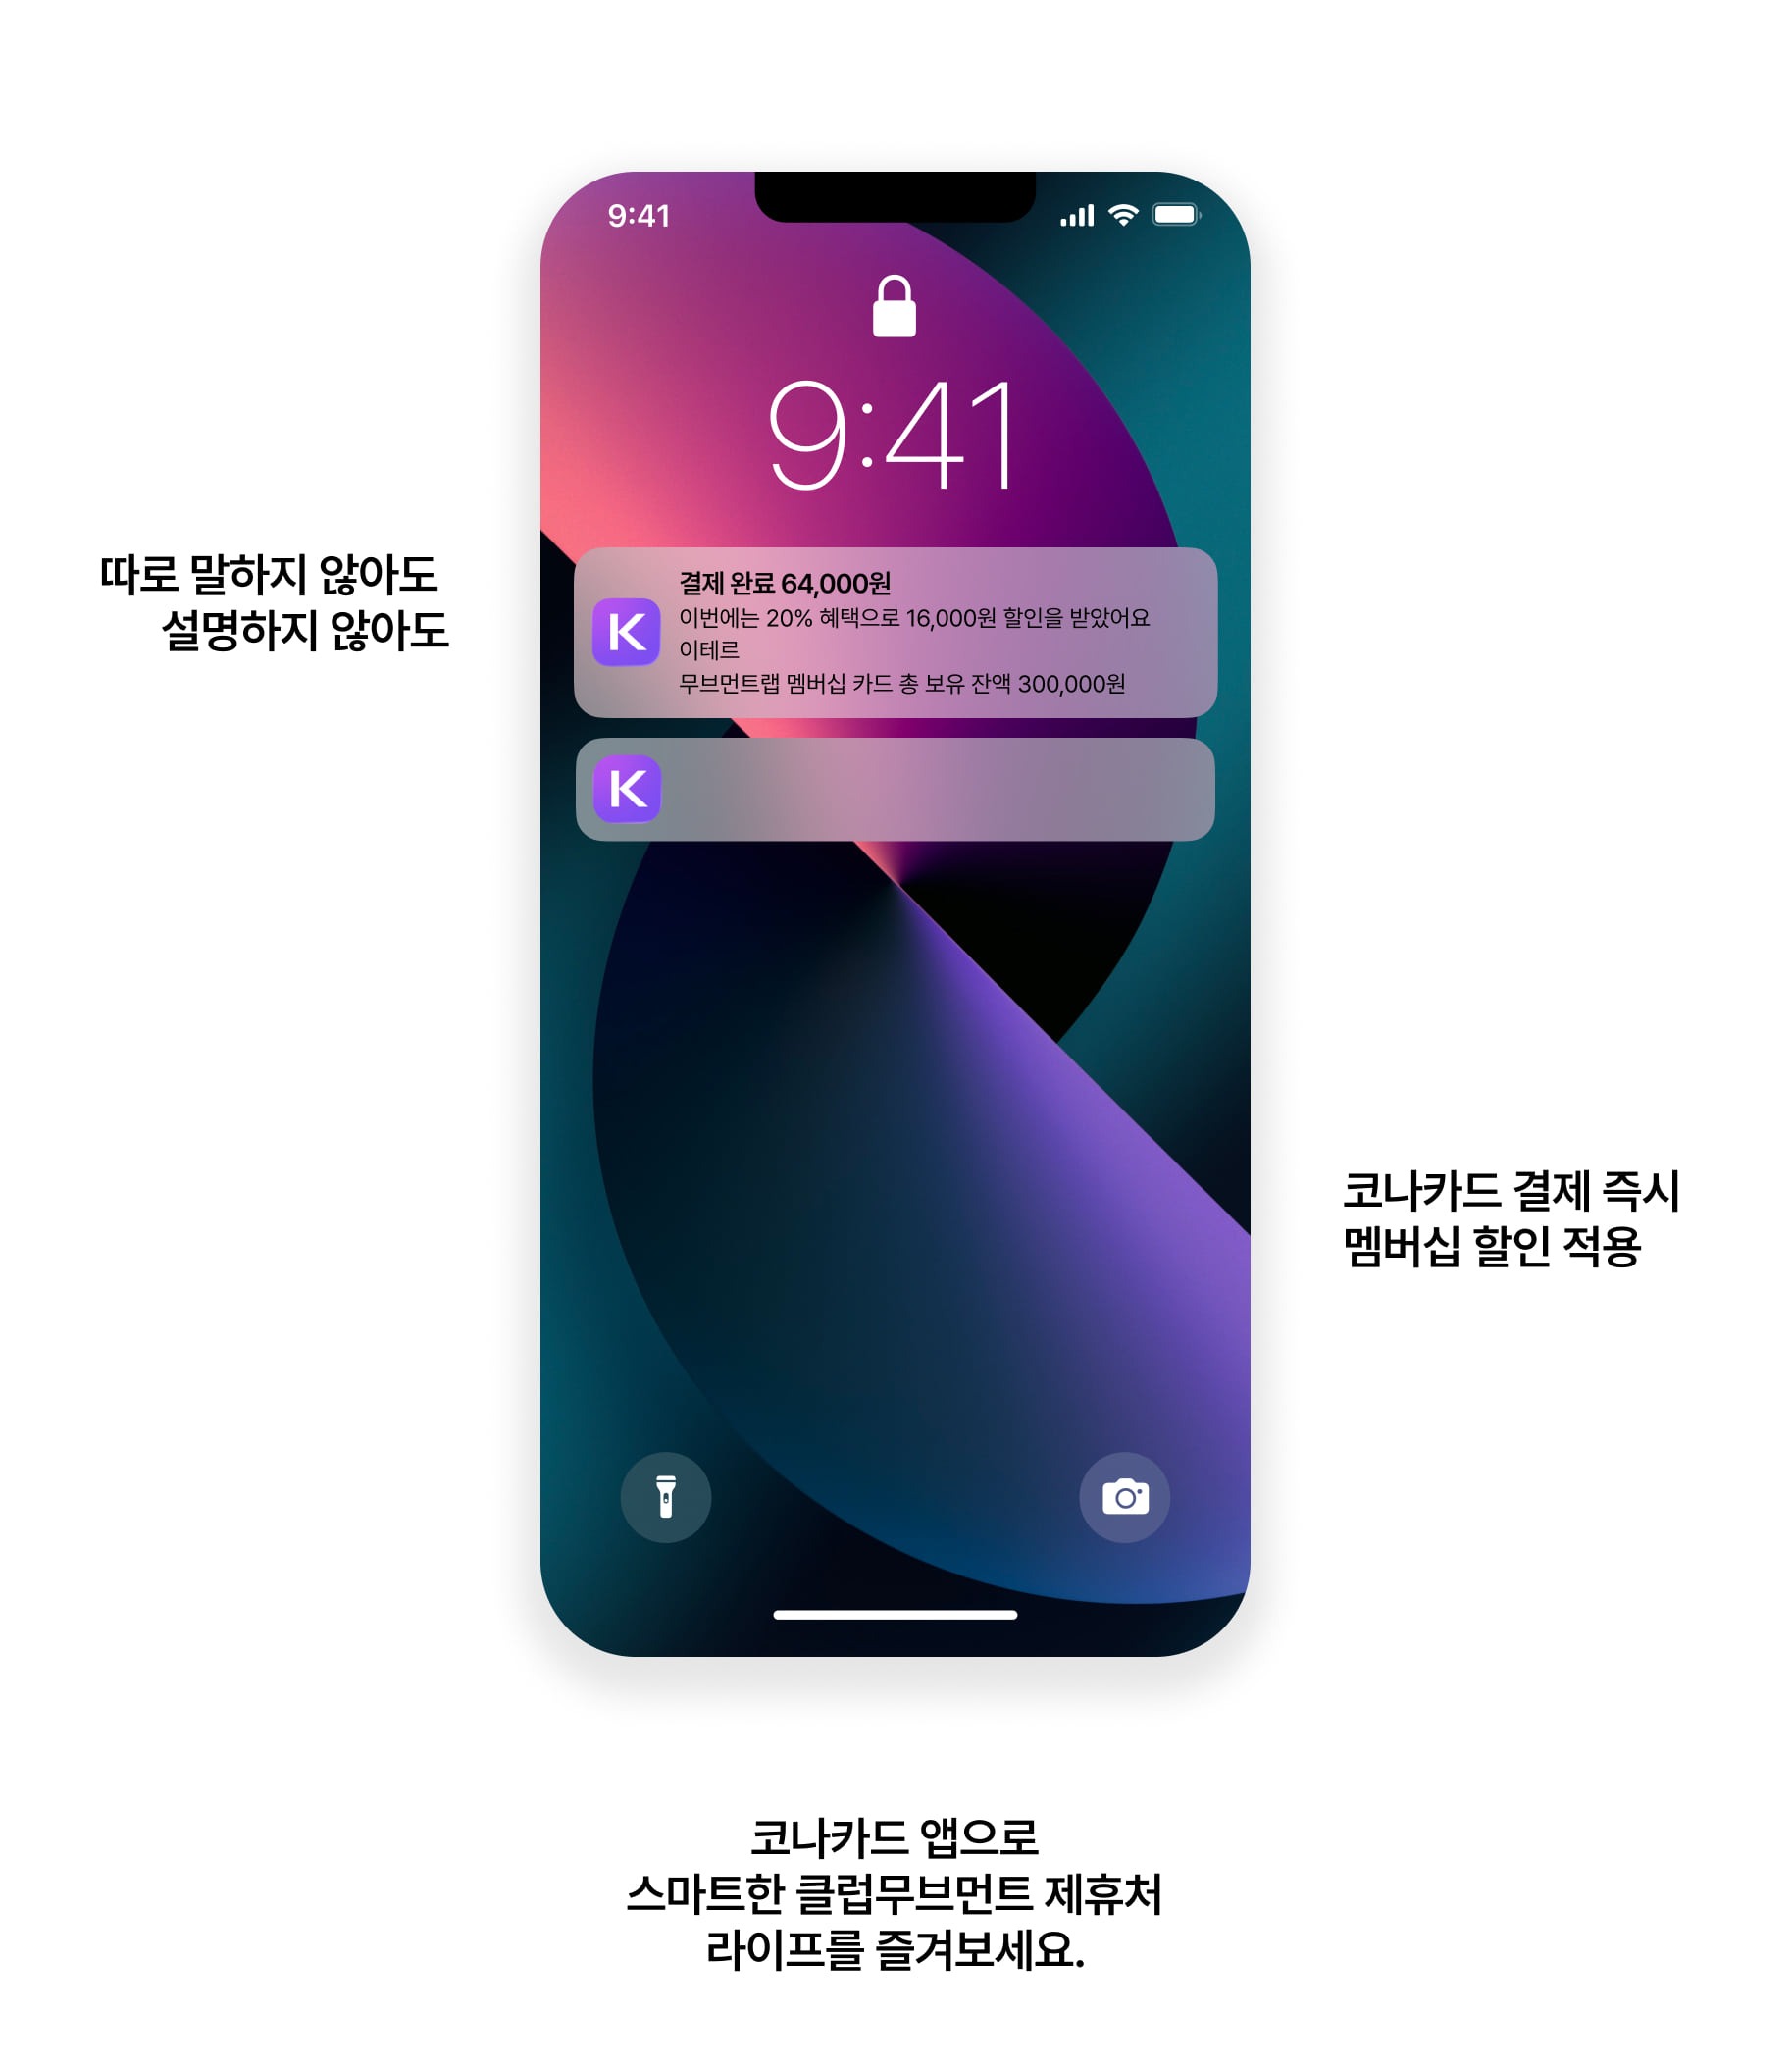 9:41
9:41
따로 말하지 않아도
설명하지 않아도
K
결제 완료 64,000원
이번에는 20% 혜택으로 16,000원 할인을 받았어요
이테르
무브먼트랩 멤버십 카드 총 보유 잔액 300,000원
K
코나카드 결제 즉시
멤버십 할인 적용
코나카드 앱으로
스마트한 클럽무브먼트 제휴처
라이프를 즐겨보세요.